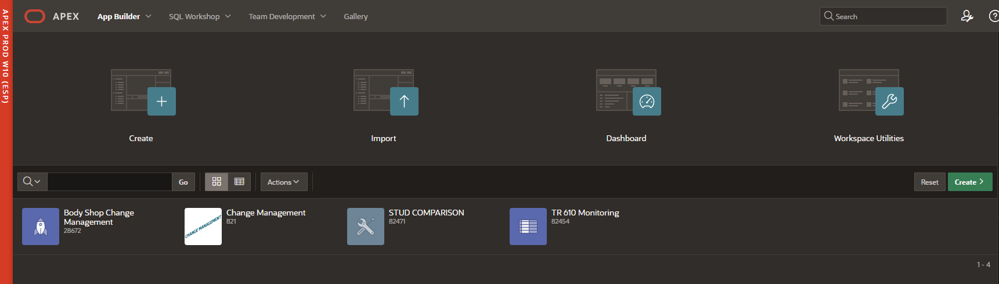 APEX PROD W10 (ESP)
APEX
App Builder
SQL Workshop
Team Development
Gallery
Search
Create
Import
Dashboard
Workspace Utilities
Go
Actions
Reset
Create
Body Shop Change
Management
28672
CHANGE MANAGEMENT
Change Management
821
STUD COMPARISON
82471
TR 610 Monitoring
82454
1 - 4